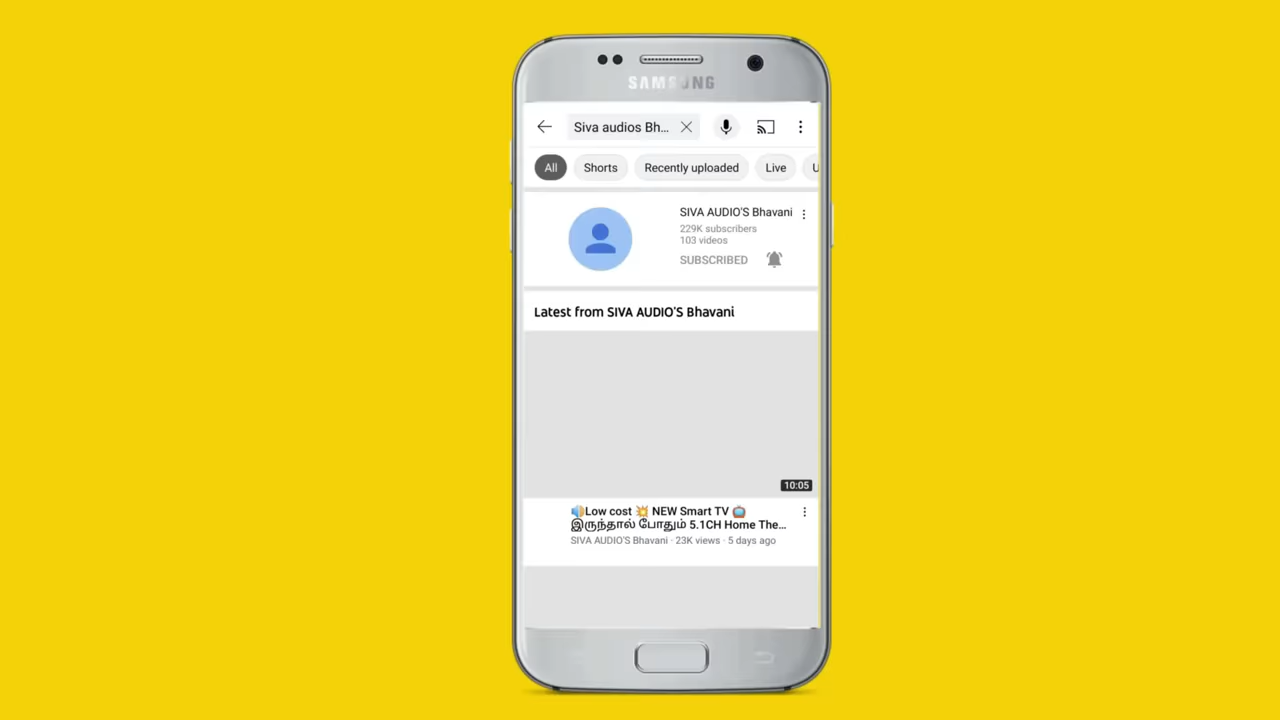 SAMSUNG
Siva audios Bh...
All Shorts Recently uploaded Live U
SIVA AUDIO'S Bhavani
229K subscribers
103 videos
SUBSCRIBED
Latest from SIVA AUDIO'S Bhavani
10:05
🔊Low cost 💥 NEW Smart TV 📺
இருந்தால் போதும் 5.1CH Home The...
SIVA AUDIO'S Bhavani · 23K views · 5 days ago